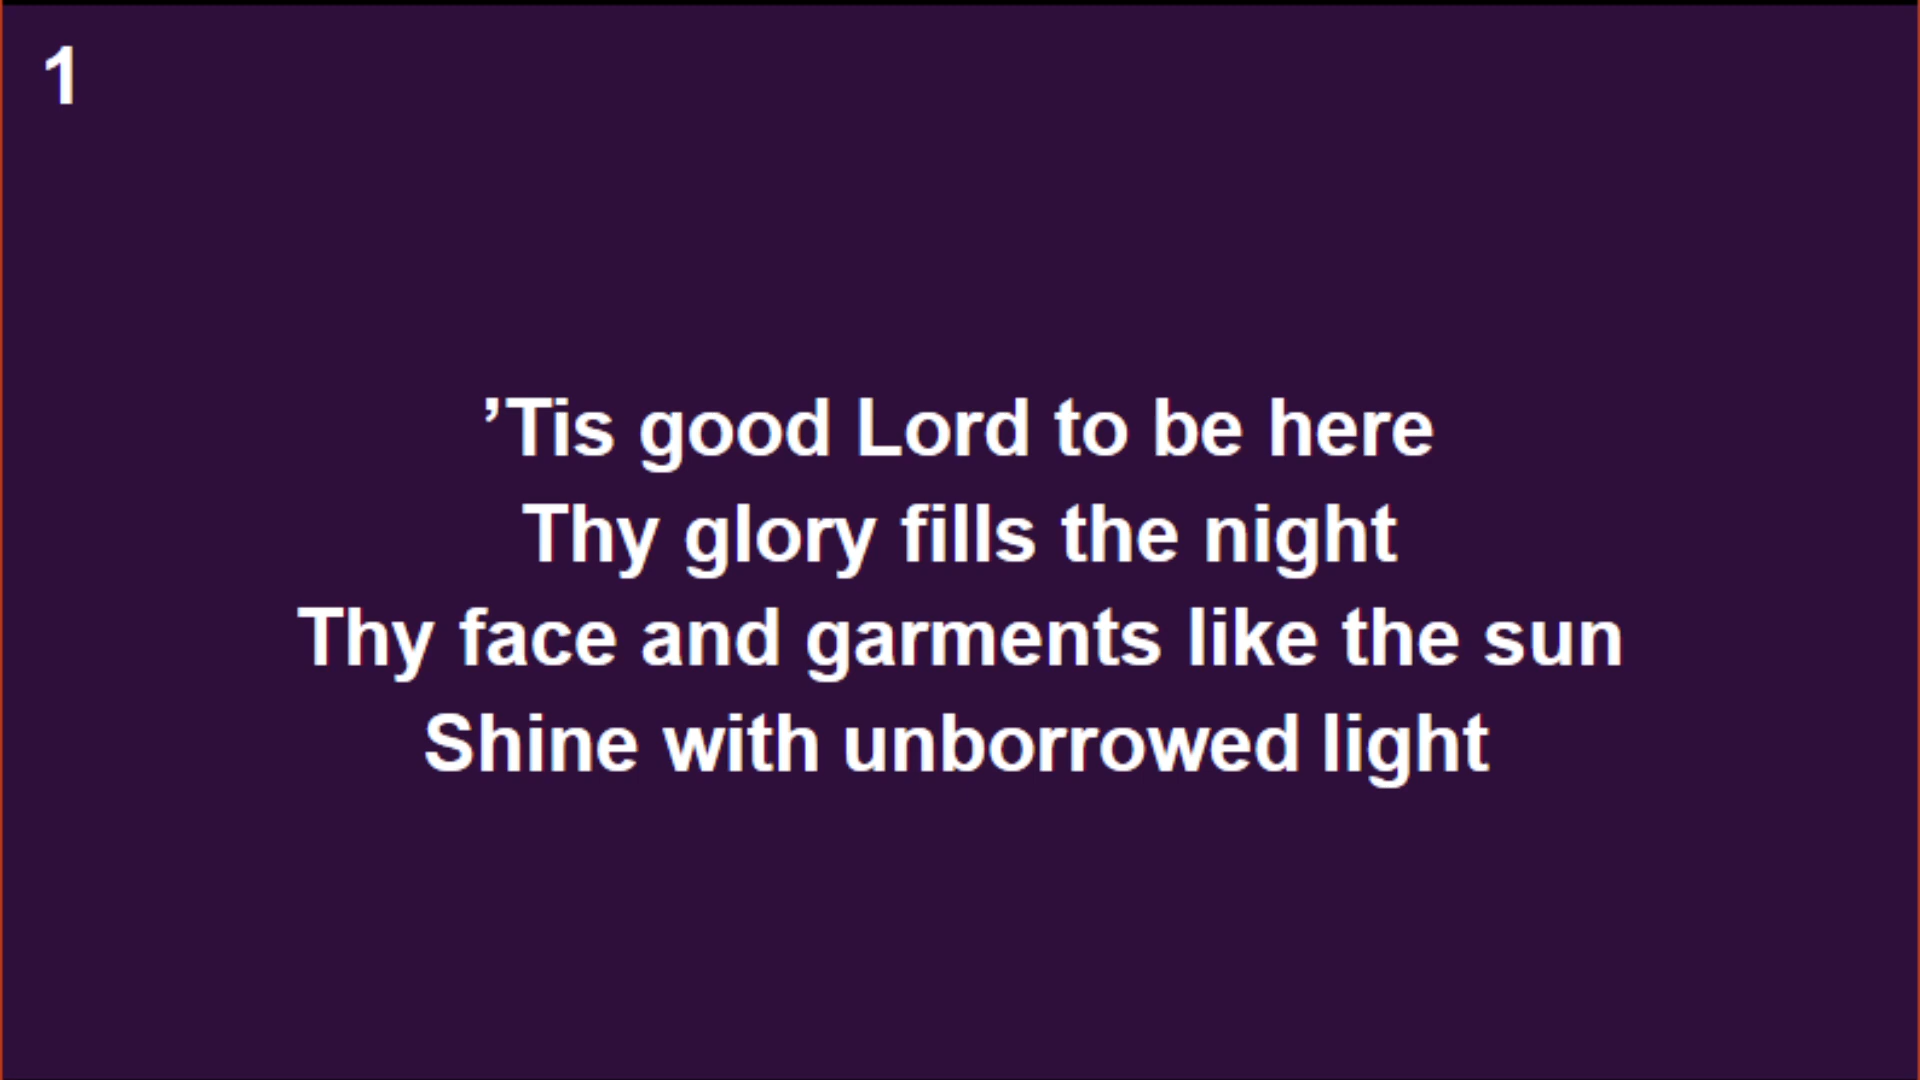 1
’Tis good Lord to be here
Thy glory fills the night
Thy face and garments like the sun
Shine with unborrowed light